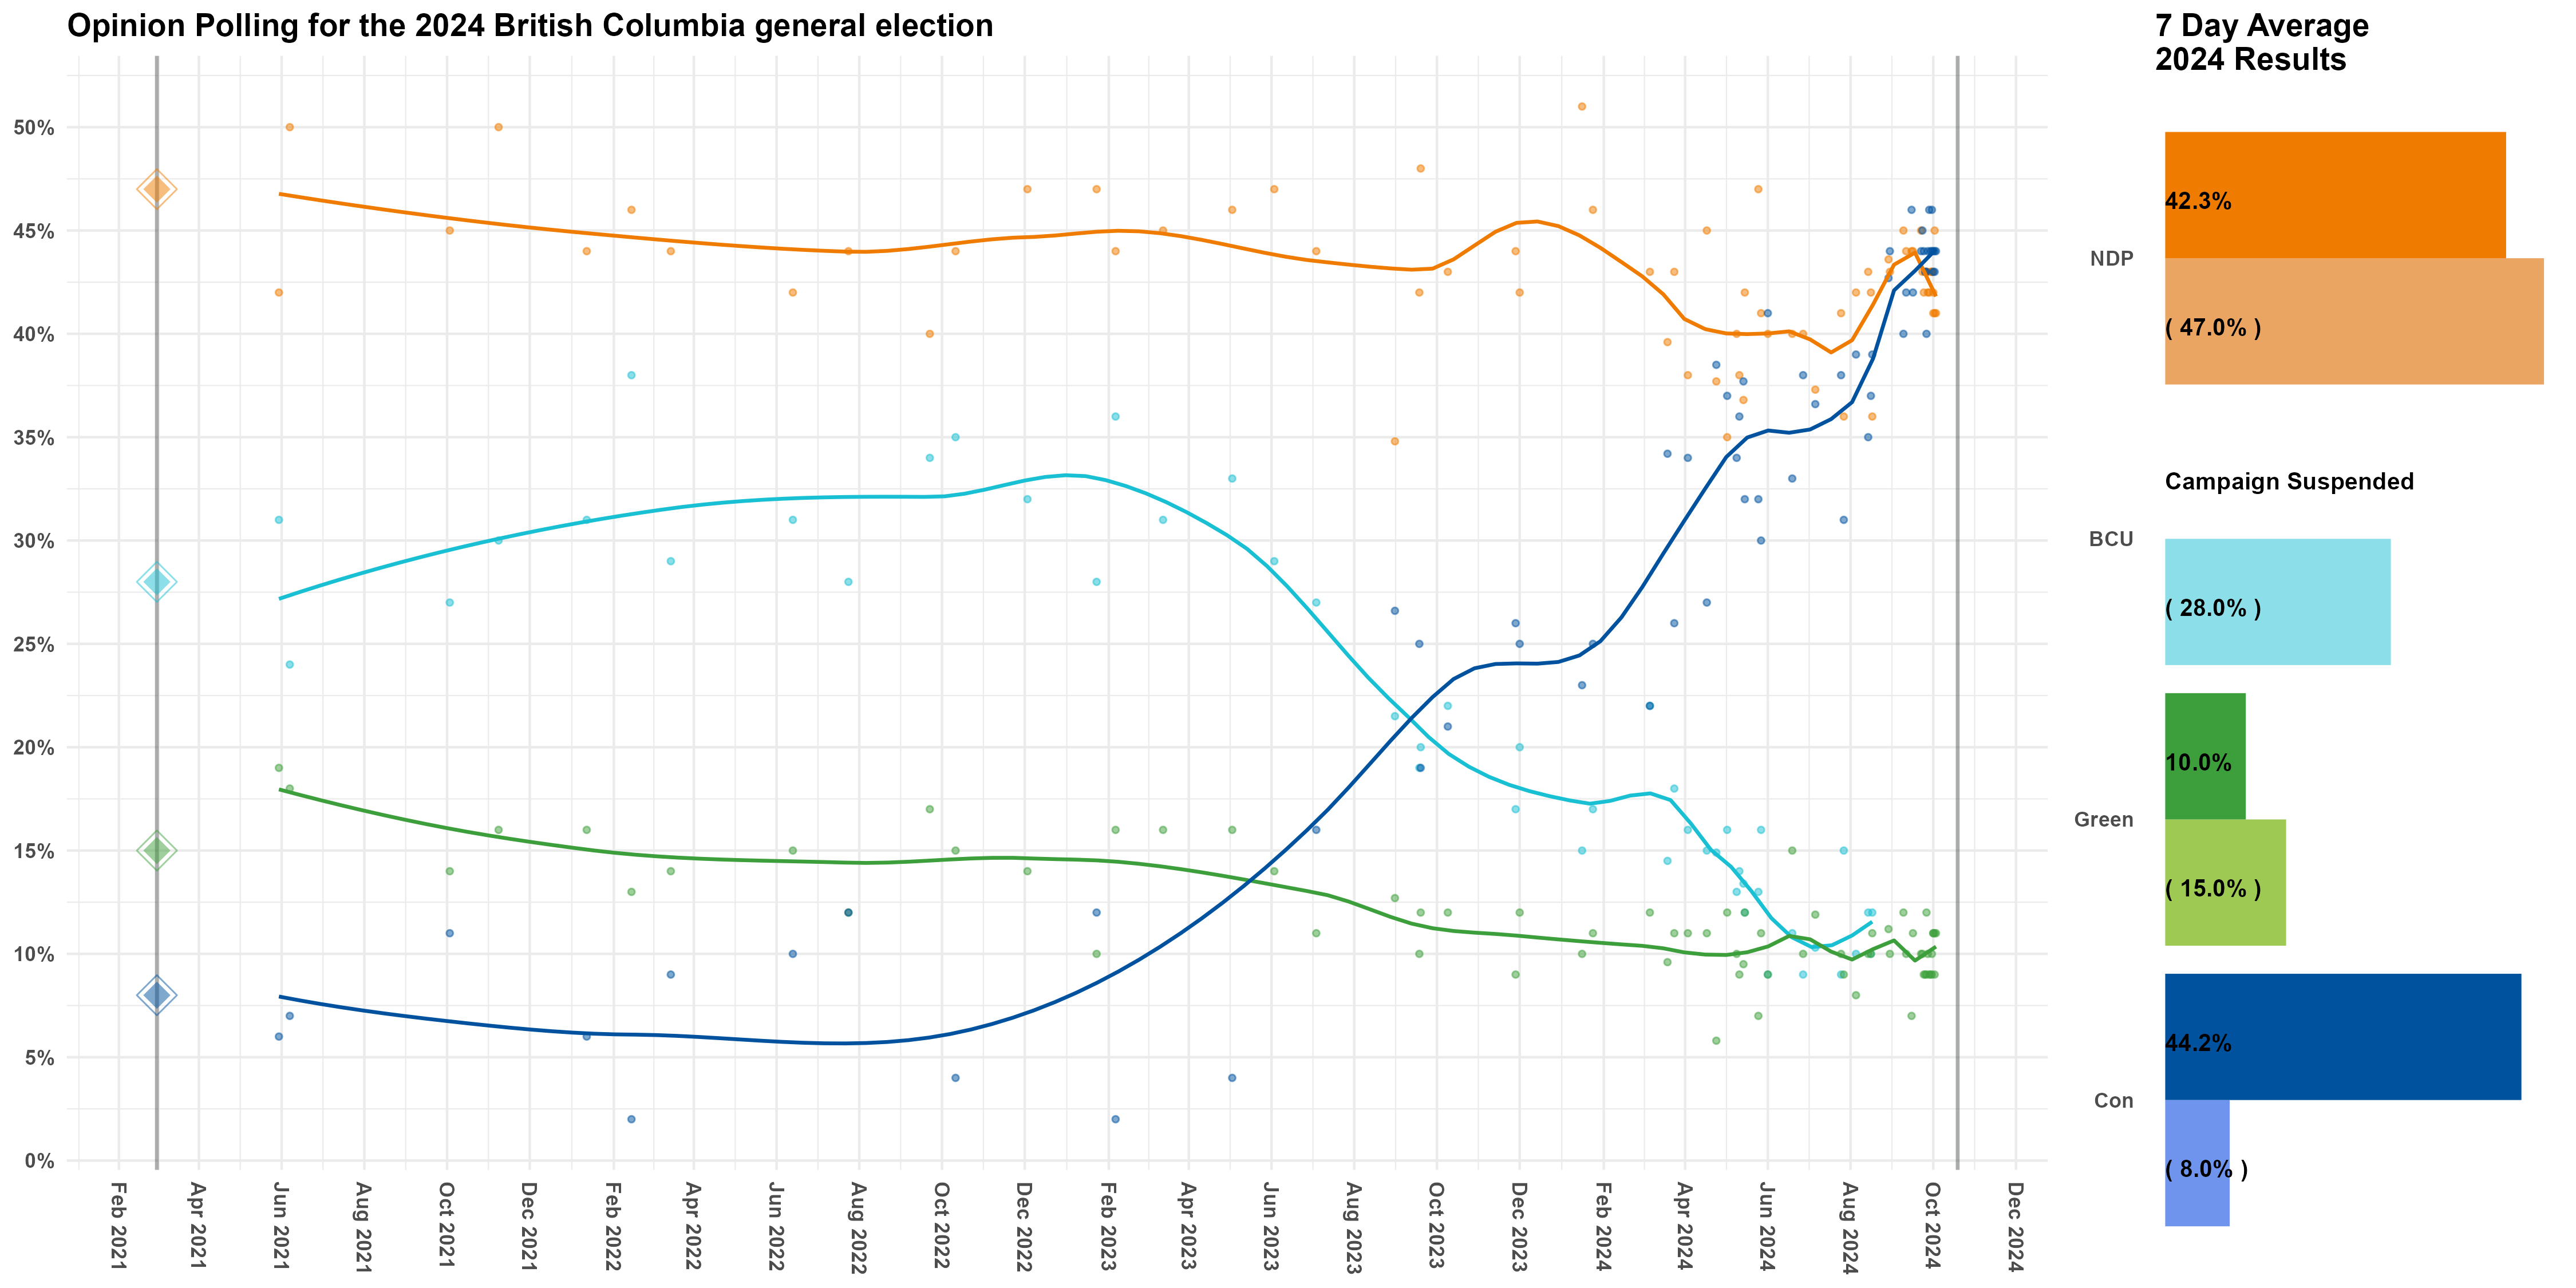 Opinion Polling for the 2024 British Columbia general election
50%
45%
40%
35%
30%
25%
20%
15%
10%
5%
0%
Feb 2021
Apr 2021
Jun 2021
Aug 2021
Oct 2021
Dec 2021
Feb 2022
Apr 2022
Jun 2022
Aug 2022
Oct 2022
Dec 2022
Feb 2023
Apr 2023
Jun 2023
Aug 2023
Oct 2023
Dec 2023
Feb 2024
Apr 2024
Jun 2024
Aug 2024
Oct 2024
Dec 2024
7 Day Average
2024 Results
42.3%
NDP
( 47.0% )
Campaign Suspended
BCU
( 28.0% )
10.0%
Green
( 15.0% )
44.2%
Con
( 8.0% )